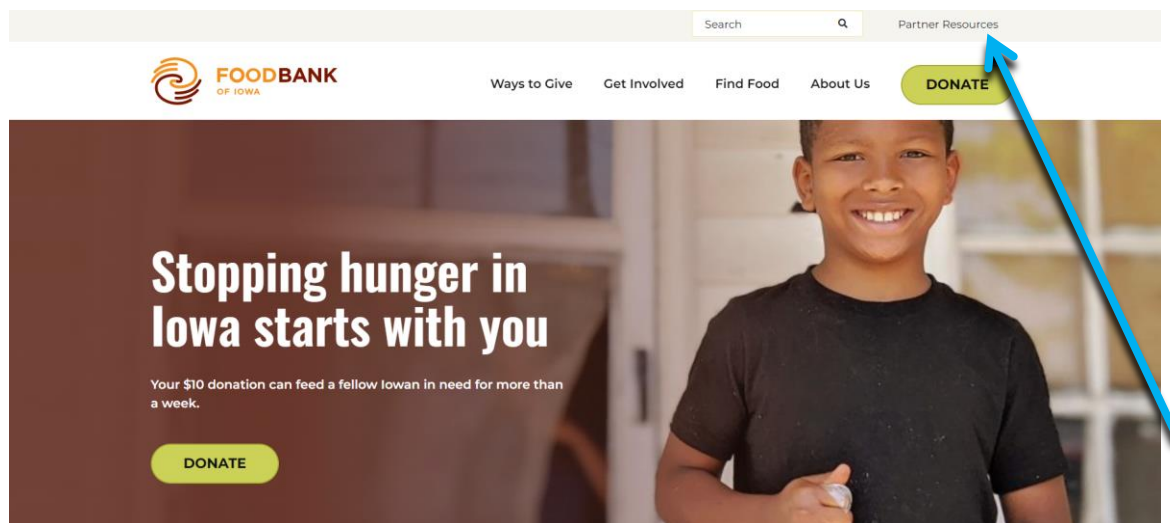 Search
Partner Resources
FOODBANK
OF IOWA
Ways to Give
Get Involved
Find Food
About Us
DONATE
Stopping hunger in
Iowa starts with you
Your $10 donation can feed a fellow Iowan in need for more than
a week.
DONATE